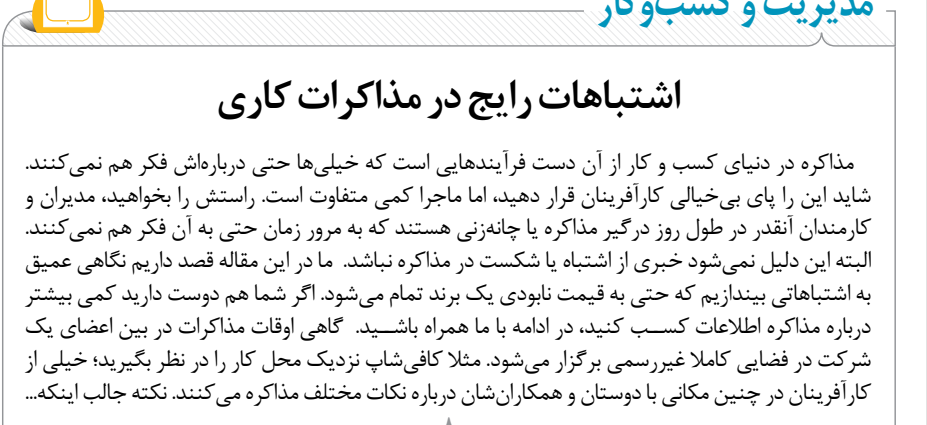 مدیریت و کسب‌وکار
اشتباهات رایج در مذاکرات کاری
مذاکره در دنیای کسب و کار از آن دست فرآیندهایی است که خیلی‌ها حتی درباره‌اش فکر هم نمی‌کنند.
شاید این را پای بی‌خیالی کارآفرینان قرار دهید، اما ماجرا کمی متفاوت است. راستش را بخواهید، مدیران و
کارمندان آنقدر در طول روز درگیر مذاکره یا چانه‌زنی هستند که به مرور زمان حتی به آن فکر هم نمی‌کنند.
البته این دلیل نمی‌شود خبری از اشتباه یا شکست در مذاکره نباشد. ما در این مقاله قصد داریم نگاهی عمیق
به اشتباهاتی بیندازیم که حتی به قیمت نابودی یک برند تمام می‌شود. اگر شما هم دوست دارید کمی بیشتر
درباره مذاکره اطلاعات کسب کنید، در ادامه با ما همراه باشید. گاهی اوقات مذاکرات در بین اعضای یک
شرکت در فضایی کاملا غیررسمی برگزار می‌شود. مثلا کافی‌شاپ نزدیک محل کار را در نظر بگیرید؛ خیلی از
کارآفرینان در چنین مکانی با دوستان و همکاران‌شان درباره نکات مختلف مذاکره می‌کنند. نکته جالب اینکه...